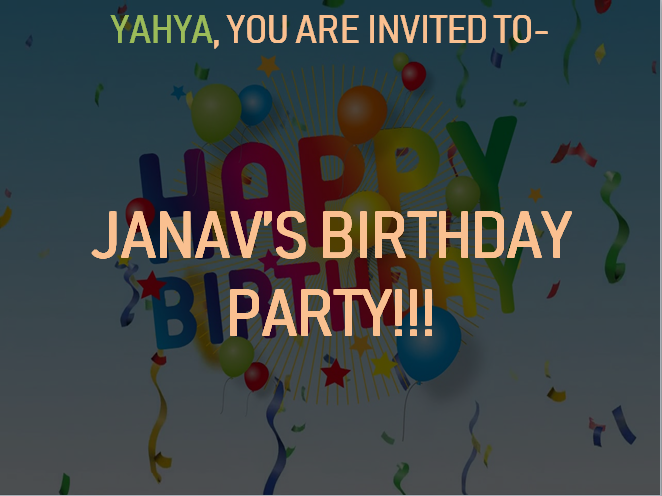 YAHYA, YOU ARE INVITED TO-
HAPPY
JANAV'S BIRTHDAY
BIRTHDAY
PARTY!!!